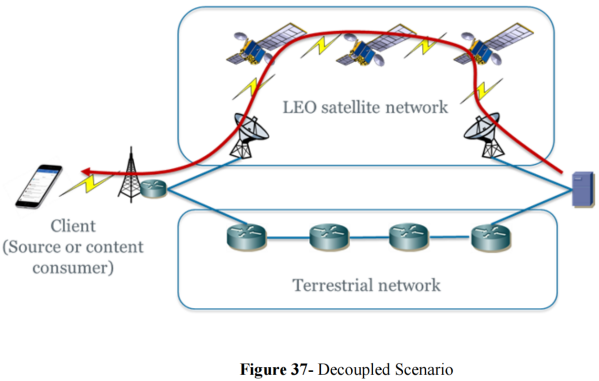 LEO satellite network
Client
(Source or content
consumer)
Terrestrial network
Figure 37- Decoupled Scenario